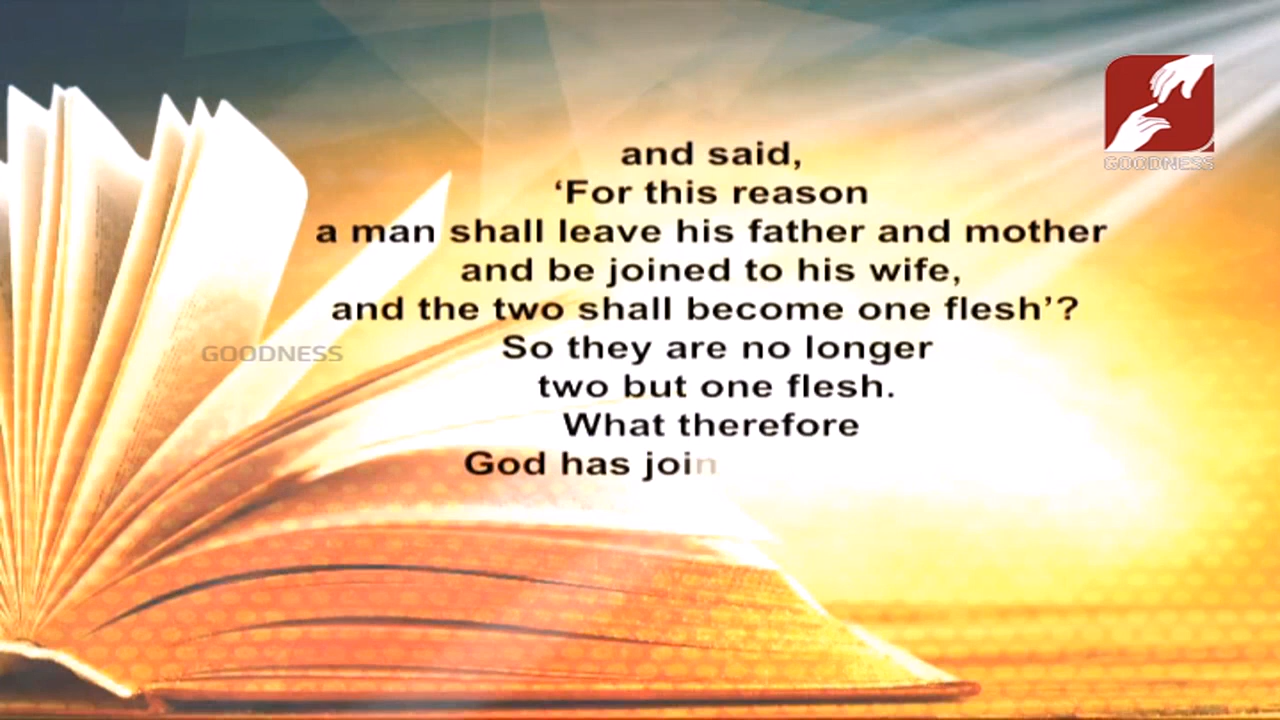 and said,
‘For this reason
a man shall leave his father and mother
and be joined to his wife,
and the two shall become one flesh’?
So they are no longer
two but one flesh.
What therefore
God has join
GOODNESS
GOODNESS